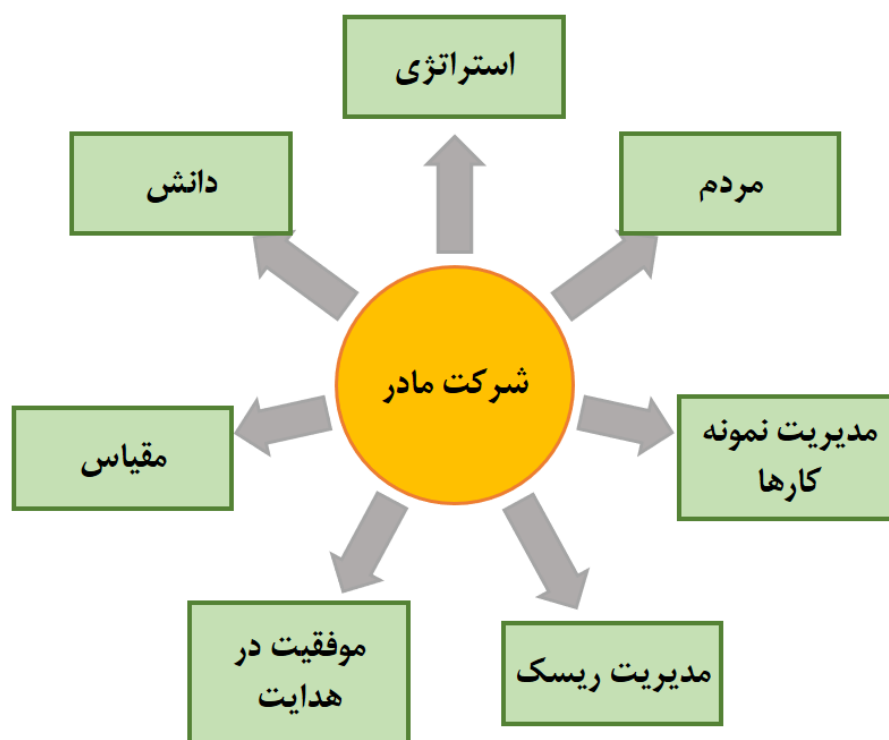 استراتژی
مردم
دانش
شرکت مادر
مدیریت نمونه
کارها
مقیاس
مدیریت ریسک
موفقیت در
هدایت